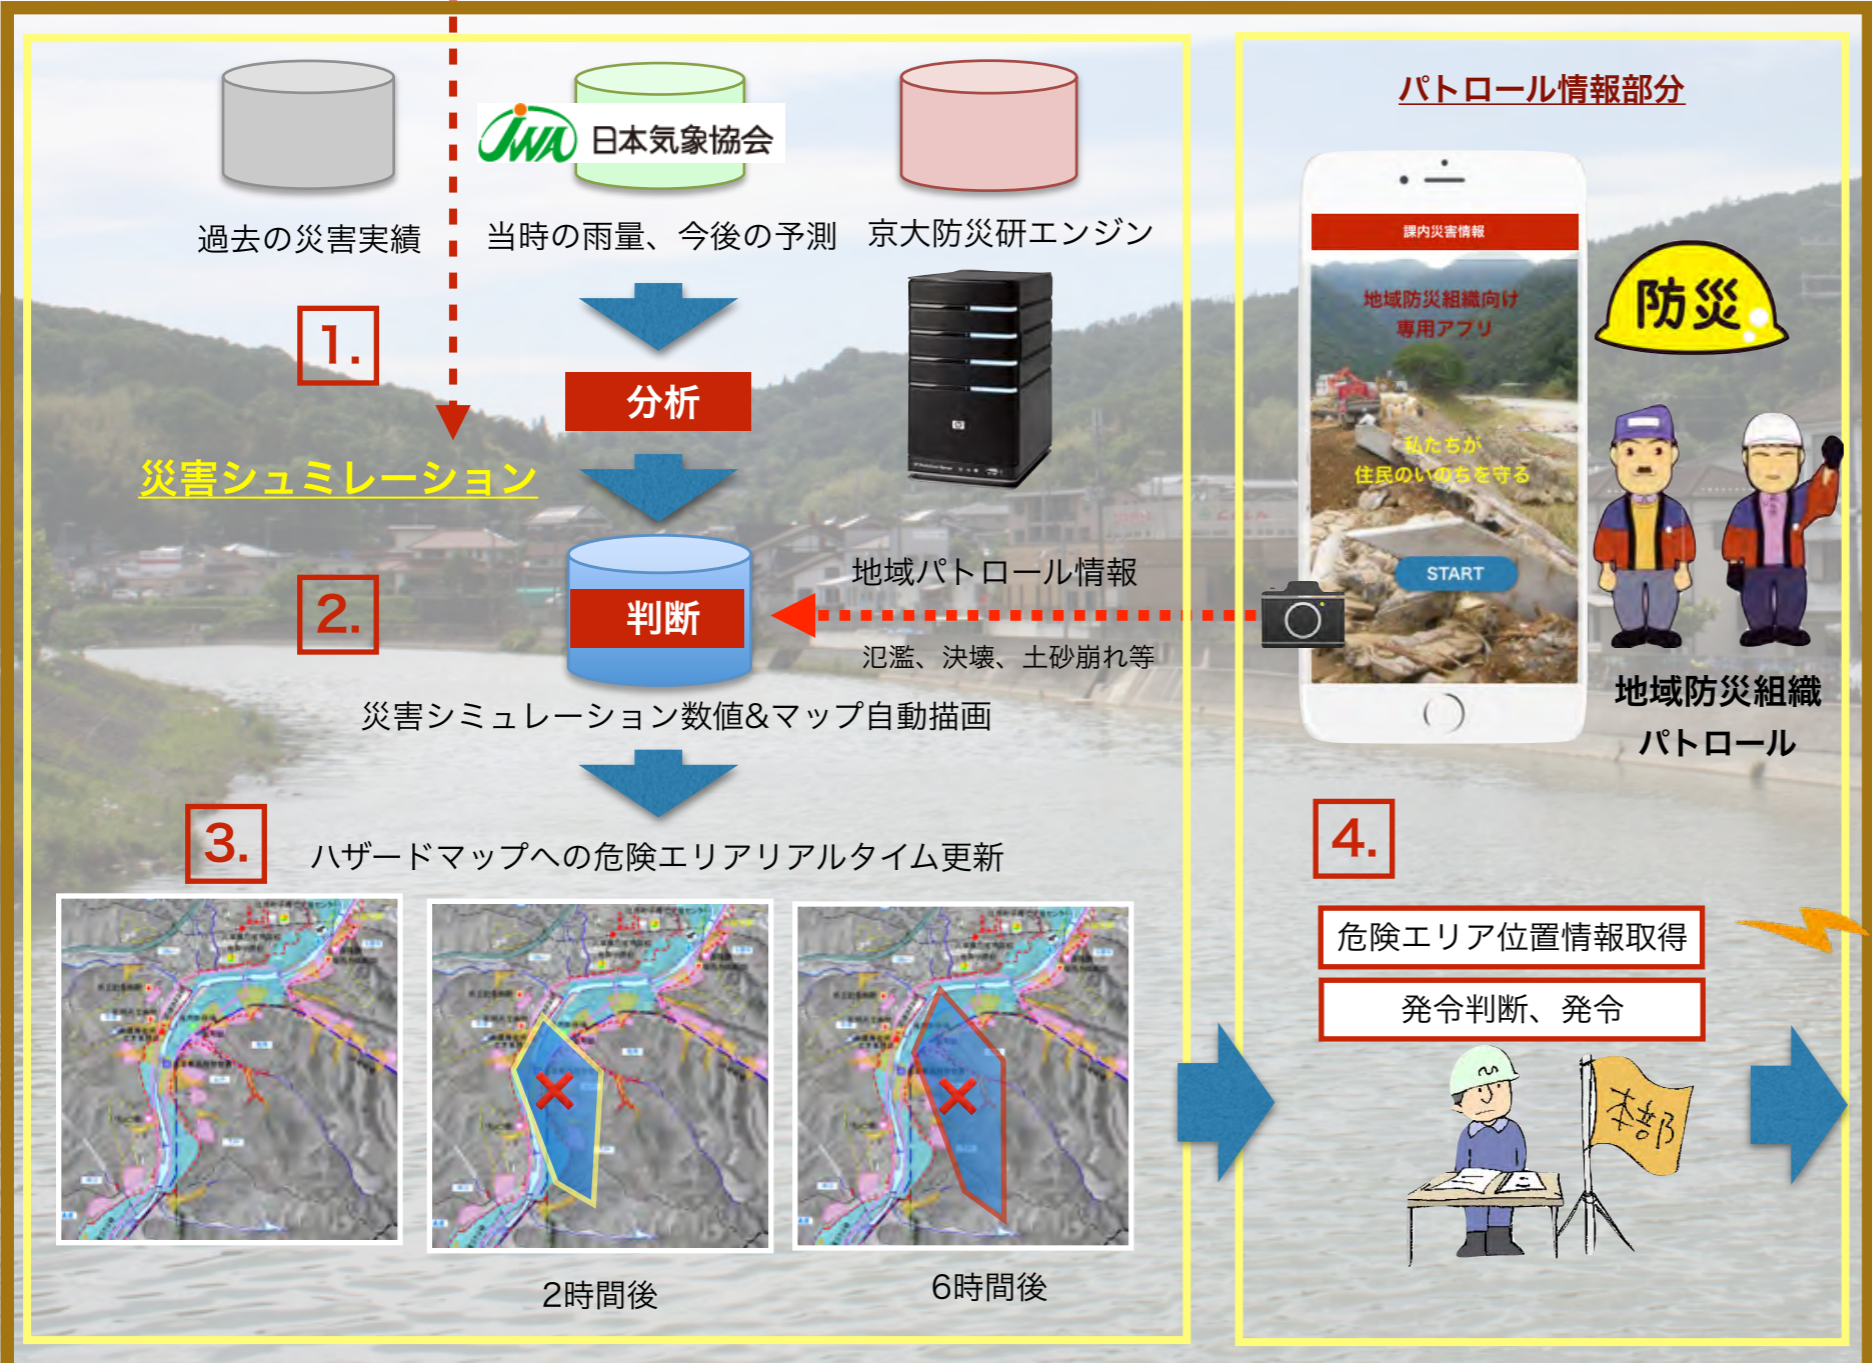 JWA 日本気象協会
過去の災害実績
当時の雨量、今後の予測
京大防災研エンジン
1.
分析
災害シュミレーション
2.
判断
地域パトロール情報
氾濫、決壊、土砂崩れ等
災害シミュレーション数値&マップ自動描画
3.
ハザードマップへの危険エリアリアルタイム更新
2時間後
6時間後
パトロール情報部分
課内災害情報
地域防災組織向け
専用アプリ
私たちが
住民のいのちを守る
START
防災
地域防災組織
パトロール
4.
危険エリア位置情報取得
発令判断、発令
本部